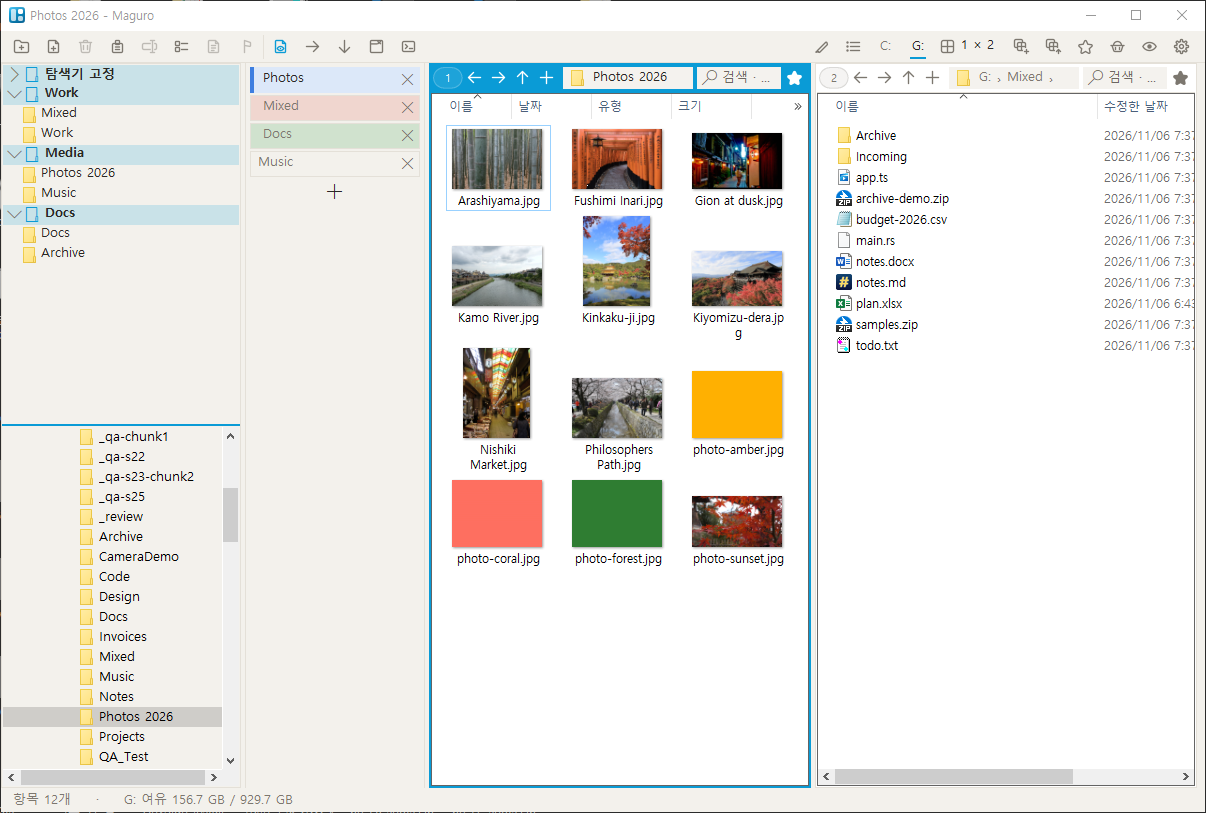 Photos 2026 - Maguro
C:
G:
1 × 2
탐색기 고정
Work
Mixed
Work
Media
Photos 2026
Music
Docs
Docs
Archive
_qa-chunk1
_qa-s22
_qa-s23-chunk2
_qa-s25
_review
Archive
CameraDemo
Code
Design
Docs
Invoices
Mixed
Music
Notes
Photos 2026
Projects
QA_Test
Photos
Mixed
Docs
Music
1
Photos 2026
검색 · ...
이름
날짜
유형
크기
Arashiyama.jpg
Fushimi Inari.jpg
Gion at dusk.jpg
Kamo River.jpg
Kinkaku-ji.jpg
Kiyomizu-dera.jp
g
Nishiki
Market.jpg
Philosophers
Path.jpg
photo-amber.jpg
photo-coral.jpg
photo-forest.jpg
photo-sunset.jpg
2
G: › Mixed ›
검색 · ...
이름
수정한 날짜
Archive 2026/11/06 7:37
Incoming 2026/11/06 7:37
app.ts 2026/11/06 7:37
archive-demo.zip 2026/11/06 7:37
budget-2026.csv 2026/11/06 7:37
main.rs 2026/11/06 7:37
notes.docx 2026/11/06 7:37
notes.md 2026/11/06 7:37
plan.xlsx 2026/11/06 6:43
samples.zip 2026/11/06 7:37
todo.txt 2026/11/06 7:37
항목 12개 · G: 여유 156.7 GB / 929.7 GB